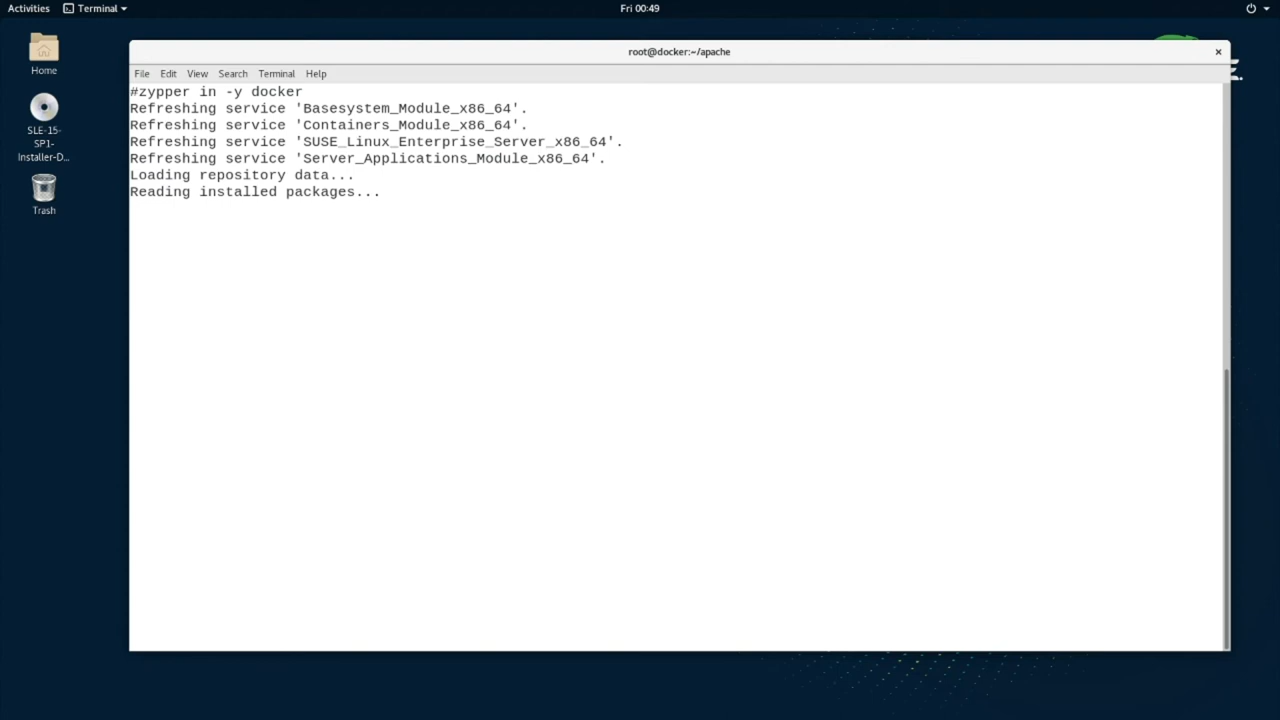 Activities Terminal Fri 00:49
root@docker:~/apache
File Edit View Search Terminal Help
#zypper in -y docker
Refreshing service 'Basesystem_Module_x86_64'.
Refreshing service 'Containers_Module_x86_64'.
Refreshing service 'SUSE_Linux_Enterprise_Server_x86_64'.
Refreshing service 'Server_Applications_Module_x86_64'.
Loading repository data...
Reading installed packages...
Home
SLE-15-
SP1-
Installer-D...
Trash